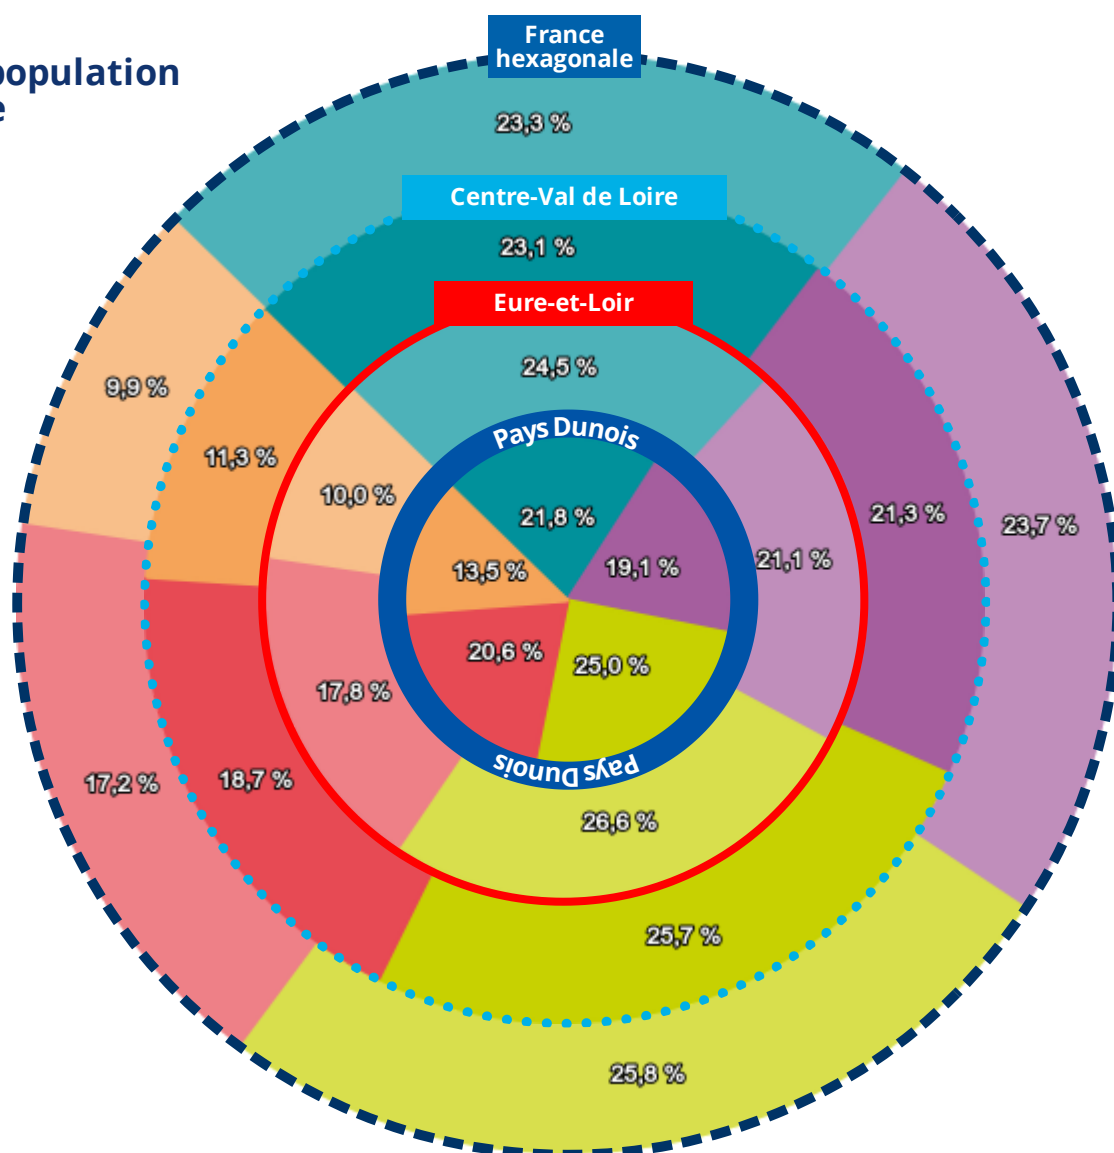 France
hexagonale
population
e
23,3 %
Centre-Val de Loire
23,1 %
Eure-et-Loir
24,5 %
9,9 %
Pays Dunois
11,3 %
10,0 %
21,8 %
21,3 %
23,7 %
13,5 %
19,1 %
21,1 %
20,6 %
25,0 %
17,8 %
Pays Dunois
17,2 %
18,7 %
26,6 %
25,7 %
25,8 %